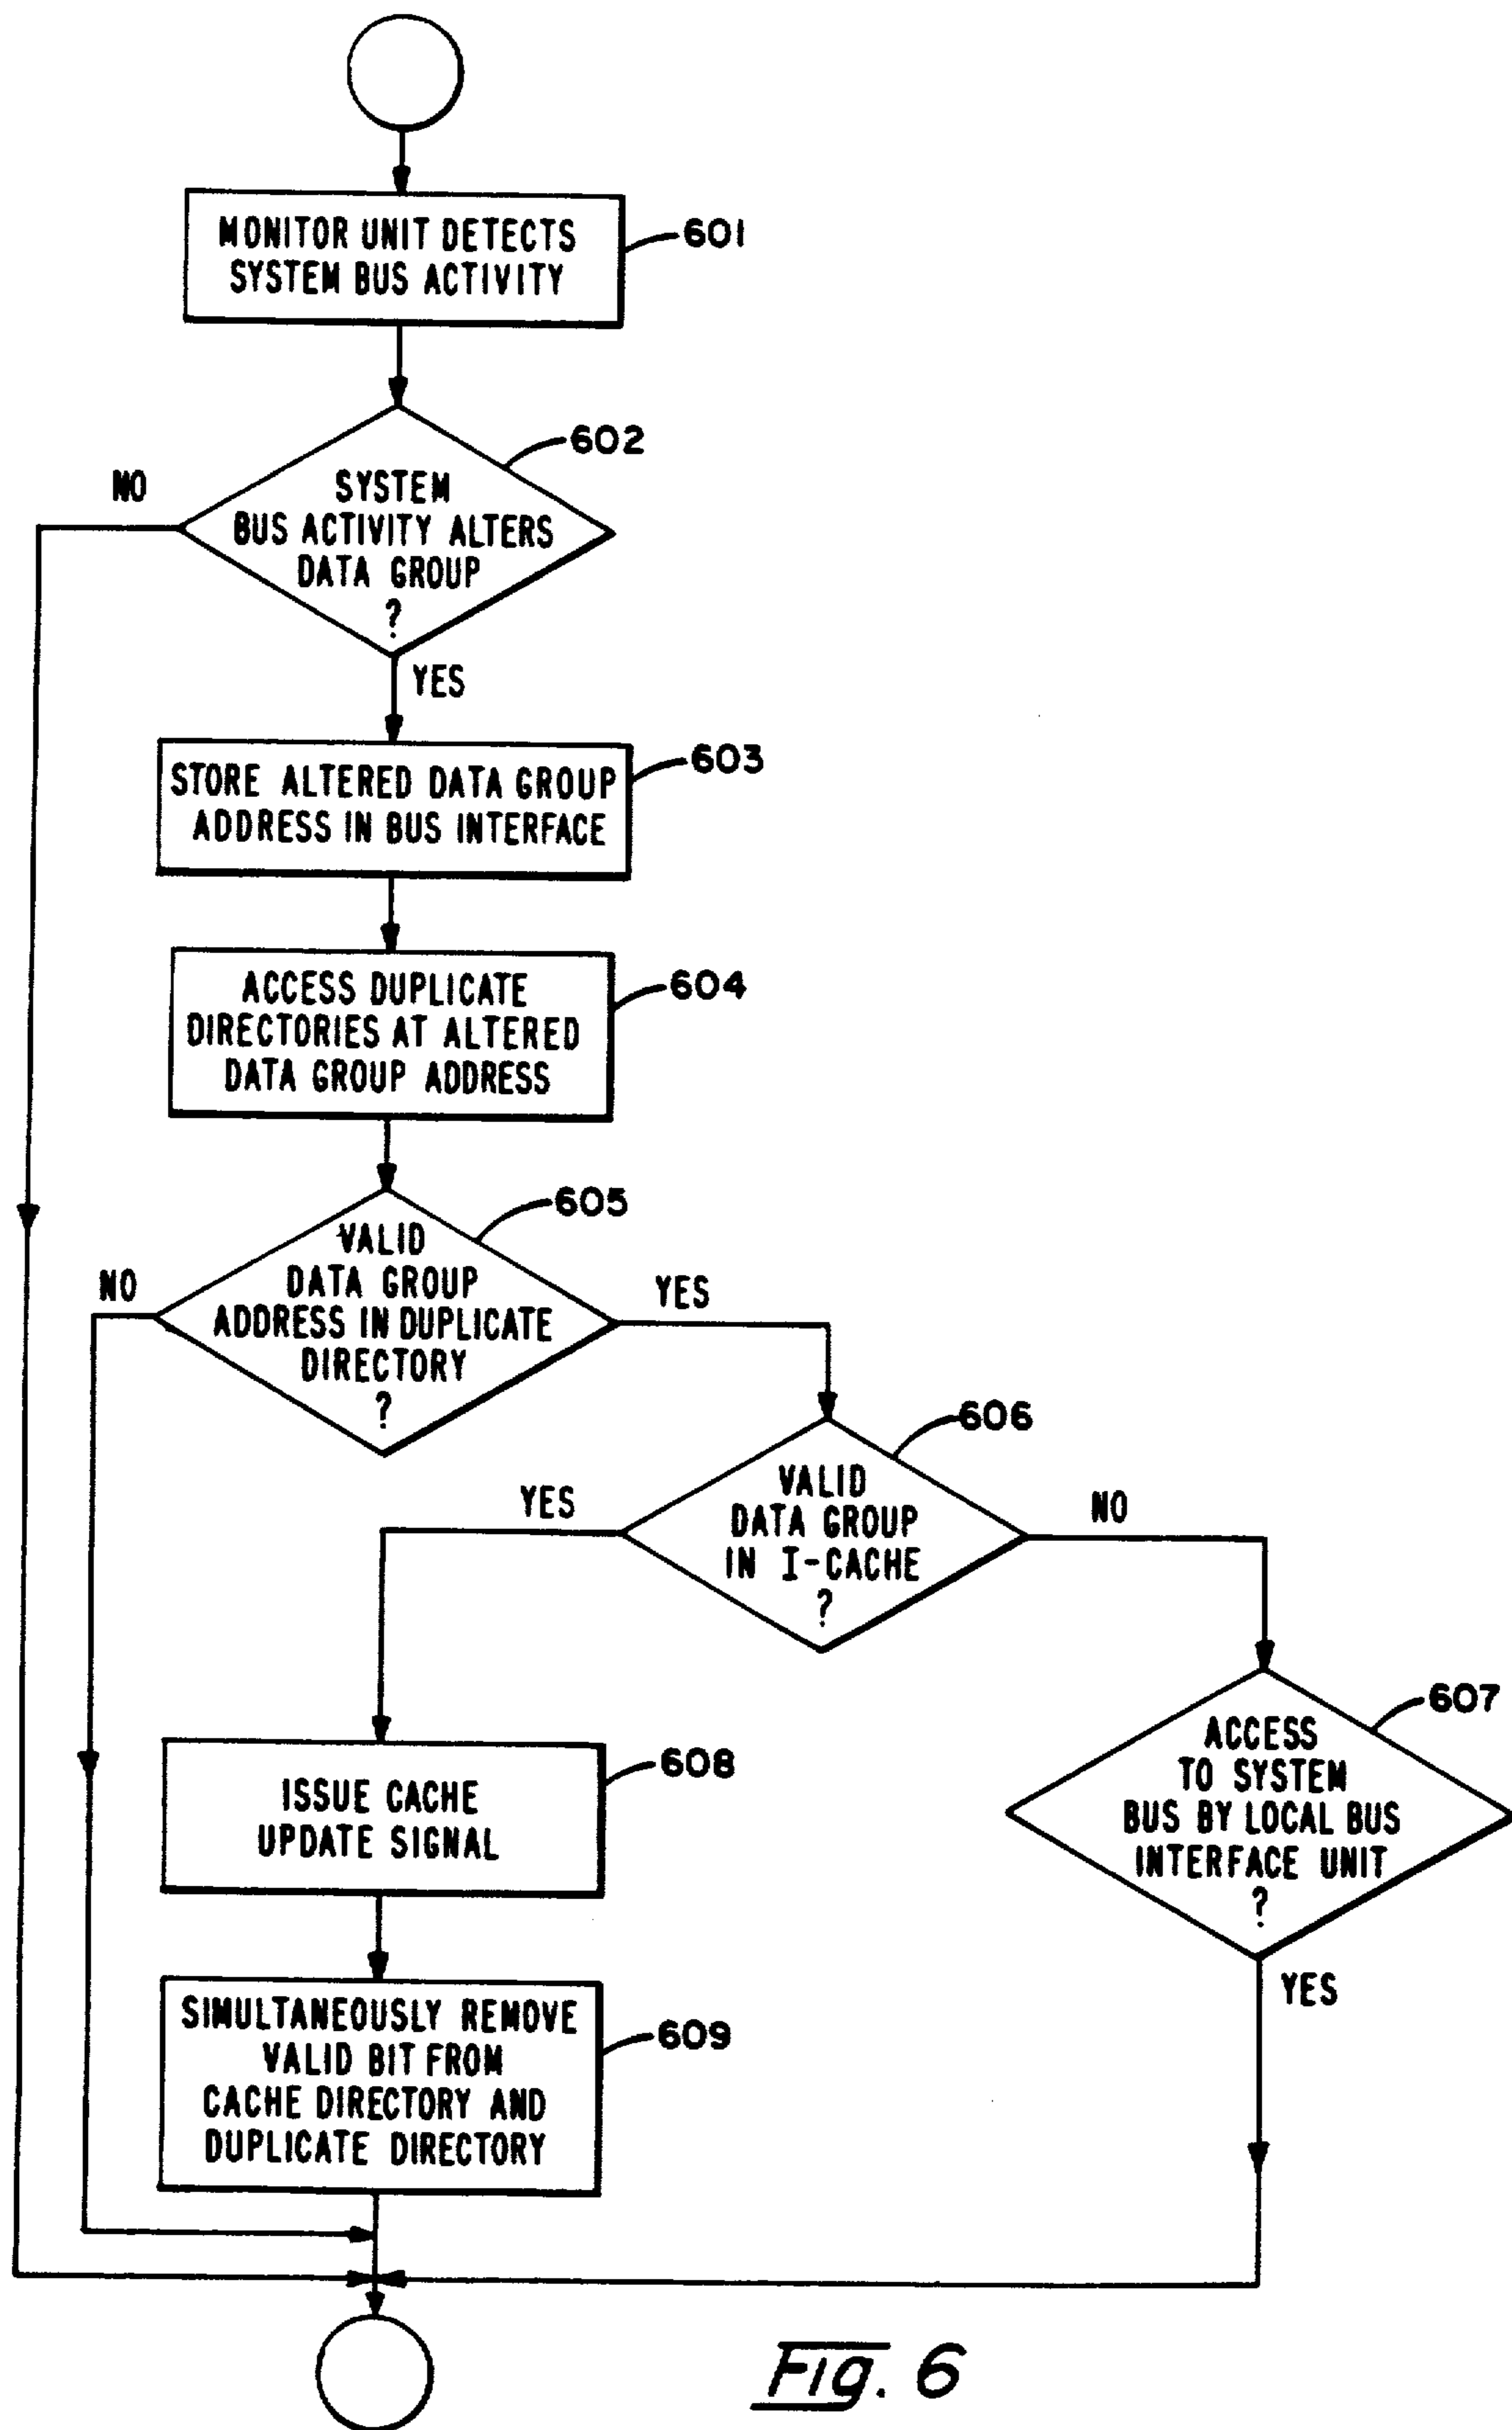 MONITOR UNIT DETECTS
SYSTEM BUS ACTIVITY
601
602
NO
SYSTEM
BUS ACTIVITY ALTERS
DATA GROUP
?
YES
603
STORE ALTERED DATA GROUP
ADDRESS IN BUS INTERFACE
604
ACCESS DUPLICATE
DIRECTORIES AT ALTERED
DATA GROUP ADDRESS
605
VALID
DATA GROUP
ADDRESS IN DUPLICATE
DIRECTORY
?
NO
YES
606
VALID
DATA GROUP
IN I-CACHE
?
YES
NO
607
ACCESS
TO SYSTEM
BUS BY LOCAL BUS
INTERFACE UNIT
?
YES
608
ISSUE CACHE
UPDATE SIGNAL
609
SIMULTANEOUSLY REMOVE
VALID BIT FROM
CACHE DIRECTORY AND
DUPLICATE DIRECTORY
Fig. 6